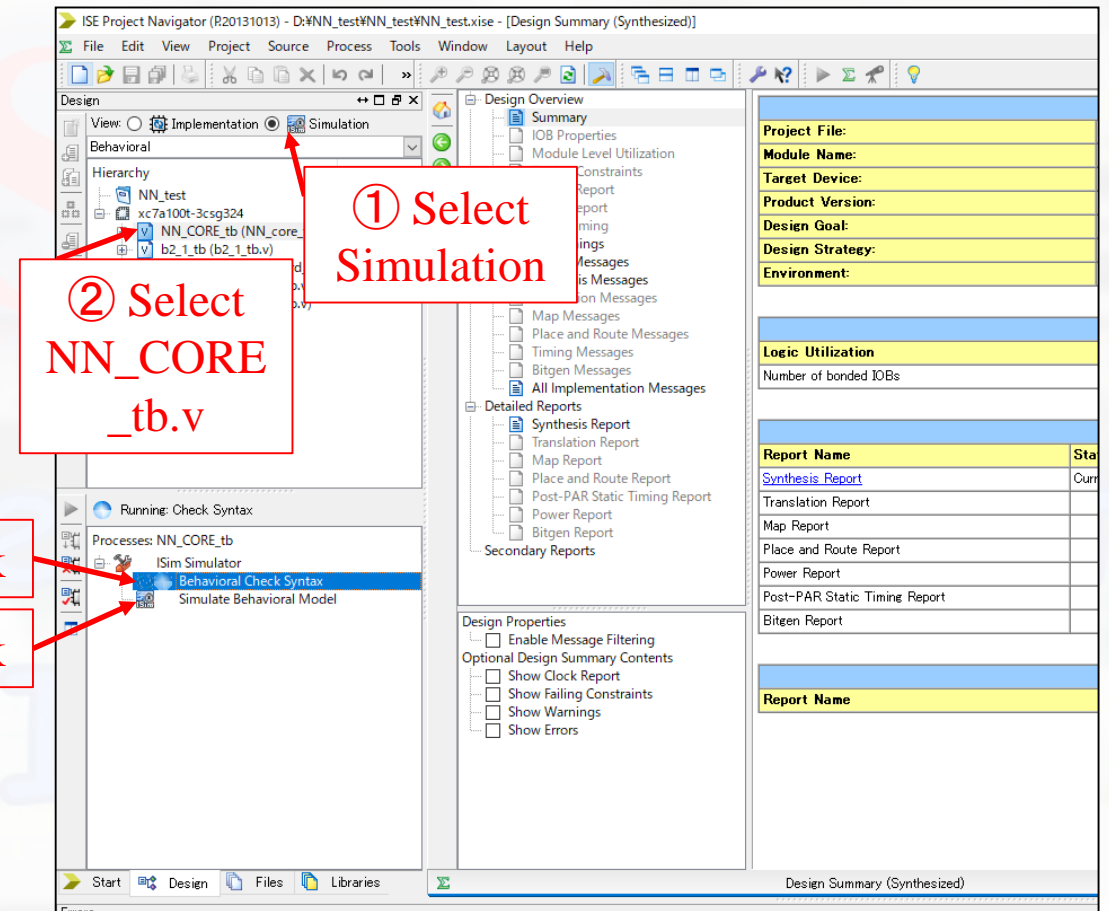 ISE Project Navigator (P.20131013) - D:¥NN_test¥NN_test¥NN_test.xise - [Design Summary (Synthesized)]
File Edit View Project Source Process Tools Window Layout Help
Design
View: Implementation Simulation
Behavioral
Hierarchy
NN_test
xc7a100t-3csg324
NN_CORE_tb (NN_core_
b2_1_tb (b2_1_tb.v)
① Select
Simulation
② Select
NN_CORE
_tb.v
Running: Check Syntax
Processes: NN_CORE_tb
ISim Simulator
Behavioral Check Syntax
Simulate Behavioral Model
Start Design Files Libraries
Design Overview
Summary
IOB Properties
Module Level Utilization
Constraints
Report
eport
ming
ings
Messages
is Messages
ion Messages
Map Messages
Place and Route Messages
Timing Messages
Bitgen Messages
All Implementation Messages
Detailed Reports
Synthesis Report
Translation Report
Map Report
Place and Route Report
Post-PAR Static Timing Report
Power Report
Bitgen Report
Secondary Reports
Design Properties
Enable Message Filtering
Optional Design Summary Contents
Show Clock Report
Show Failing Constraints
Show Warnings
Show Errors
Project File:
Module Name:
Target Device:
Product Version:
Design Goal:
Design Strategy:
Environment:
Logic Utilization
Number of bonded IOBs
Report Name Sta
Synthesis Report Curr
Translation Report
Map Report
Place and Route Report
Power Report
Post-PAR Static Timing Report
Bitgen Report
Report Name
Design Summary (Synthesized)